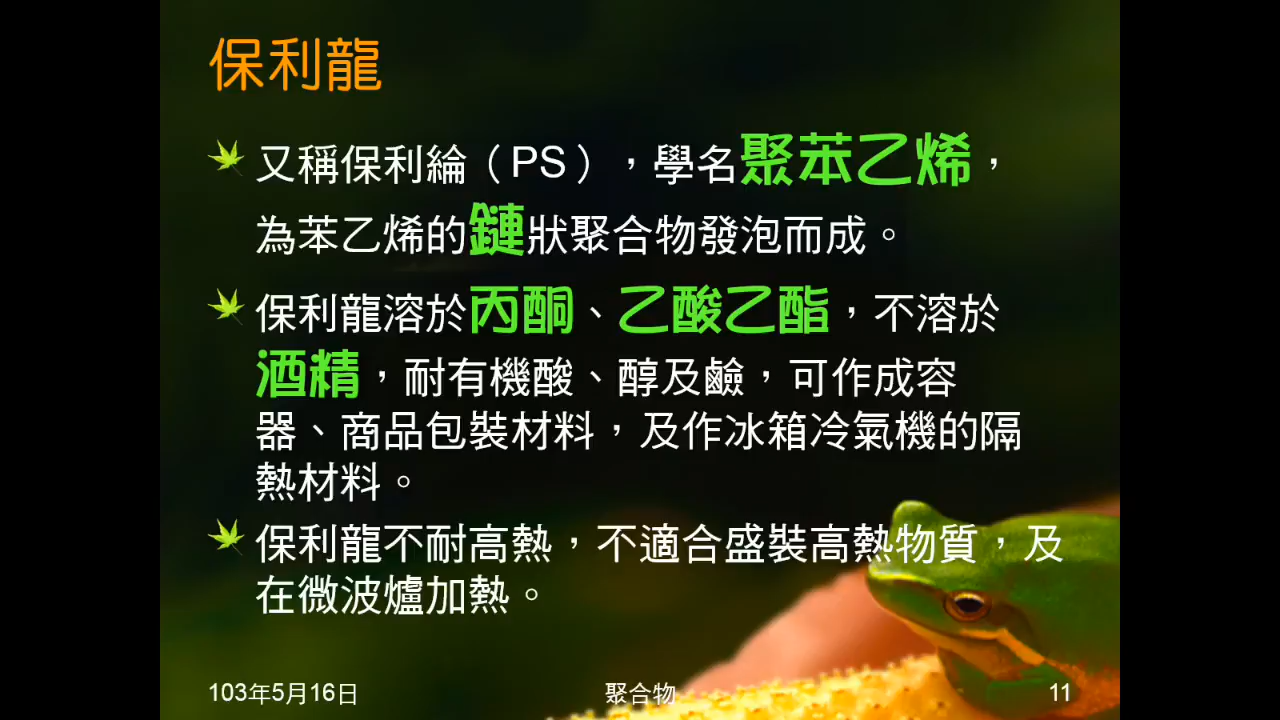 保利龍
又稱保利綸（PS），學名聚苯乙烯，
為苯乙烯的鏈狀聚合物發泡而成。
保利龍溶於丙酮、乙酸乙酯，不溶於
酒精，耐有機酸、醇及鹼，可作成容
器、商品包裝材料，及作冰箱冷氣機的隔
熱材料。
保利龍不耐高熱，不適合盛裝高熱物質，及
在微波爐加熱。
103年5月16日
聚合物
11